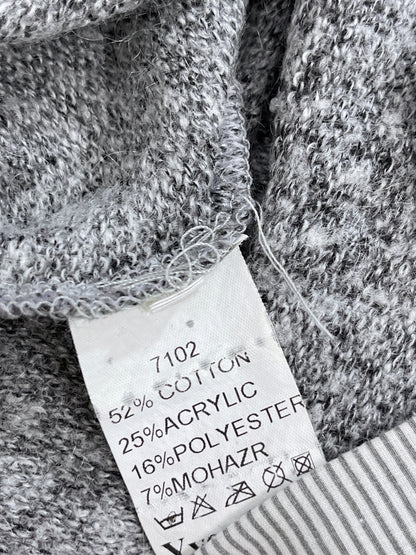 7102
52% COTTON
25%ACRYLIC
16%POLYESTER
7%MOHAZR